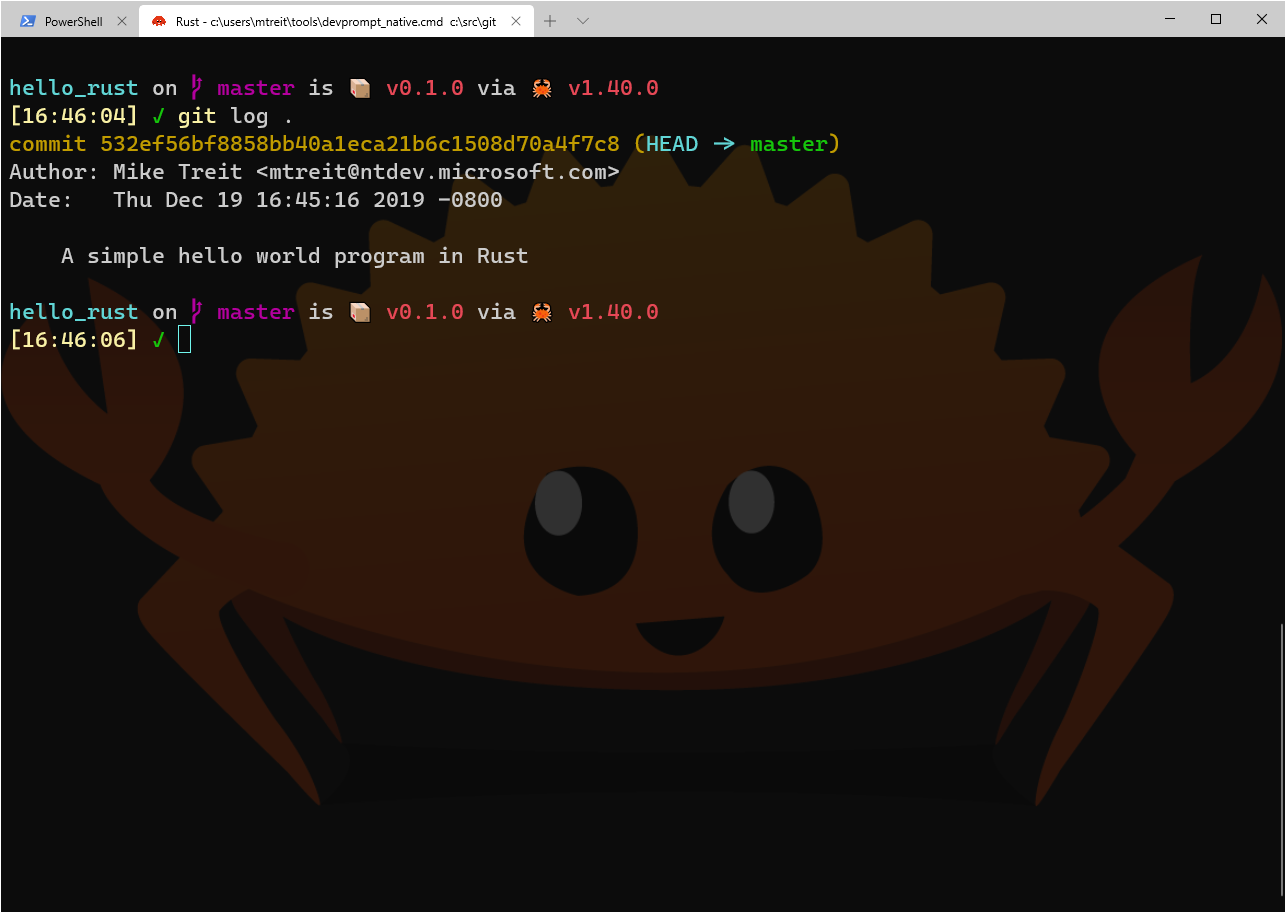 PowerShell
Rust - c:\users\mtreit\tools\devprompt_native.cmd c:\src\git
hello_rust on master is 📦 v0.1.0 via 🦀 v1.40.0
[16:46:04] √ git log .
commit 532ef56bf8858bb40a1eca21b6c1508d70a4f7c8 (HEAD -> master)
Author: Mike Treit <mtreit@ntdev.microsoft.com>
Date:   Thu Dec 19 16:45:16 2019 -0800
A simple hello world program in Rust
hello_rust on master is 📦 v0.1.0 via 🦀 v1.40.0
[16:46:06] √